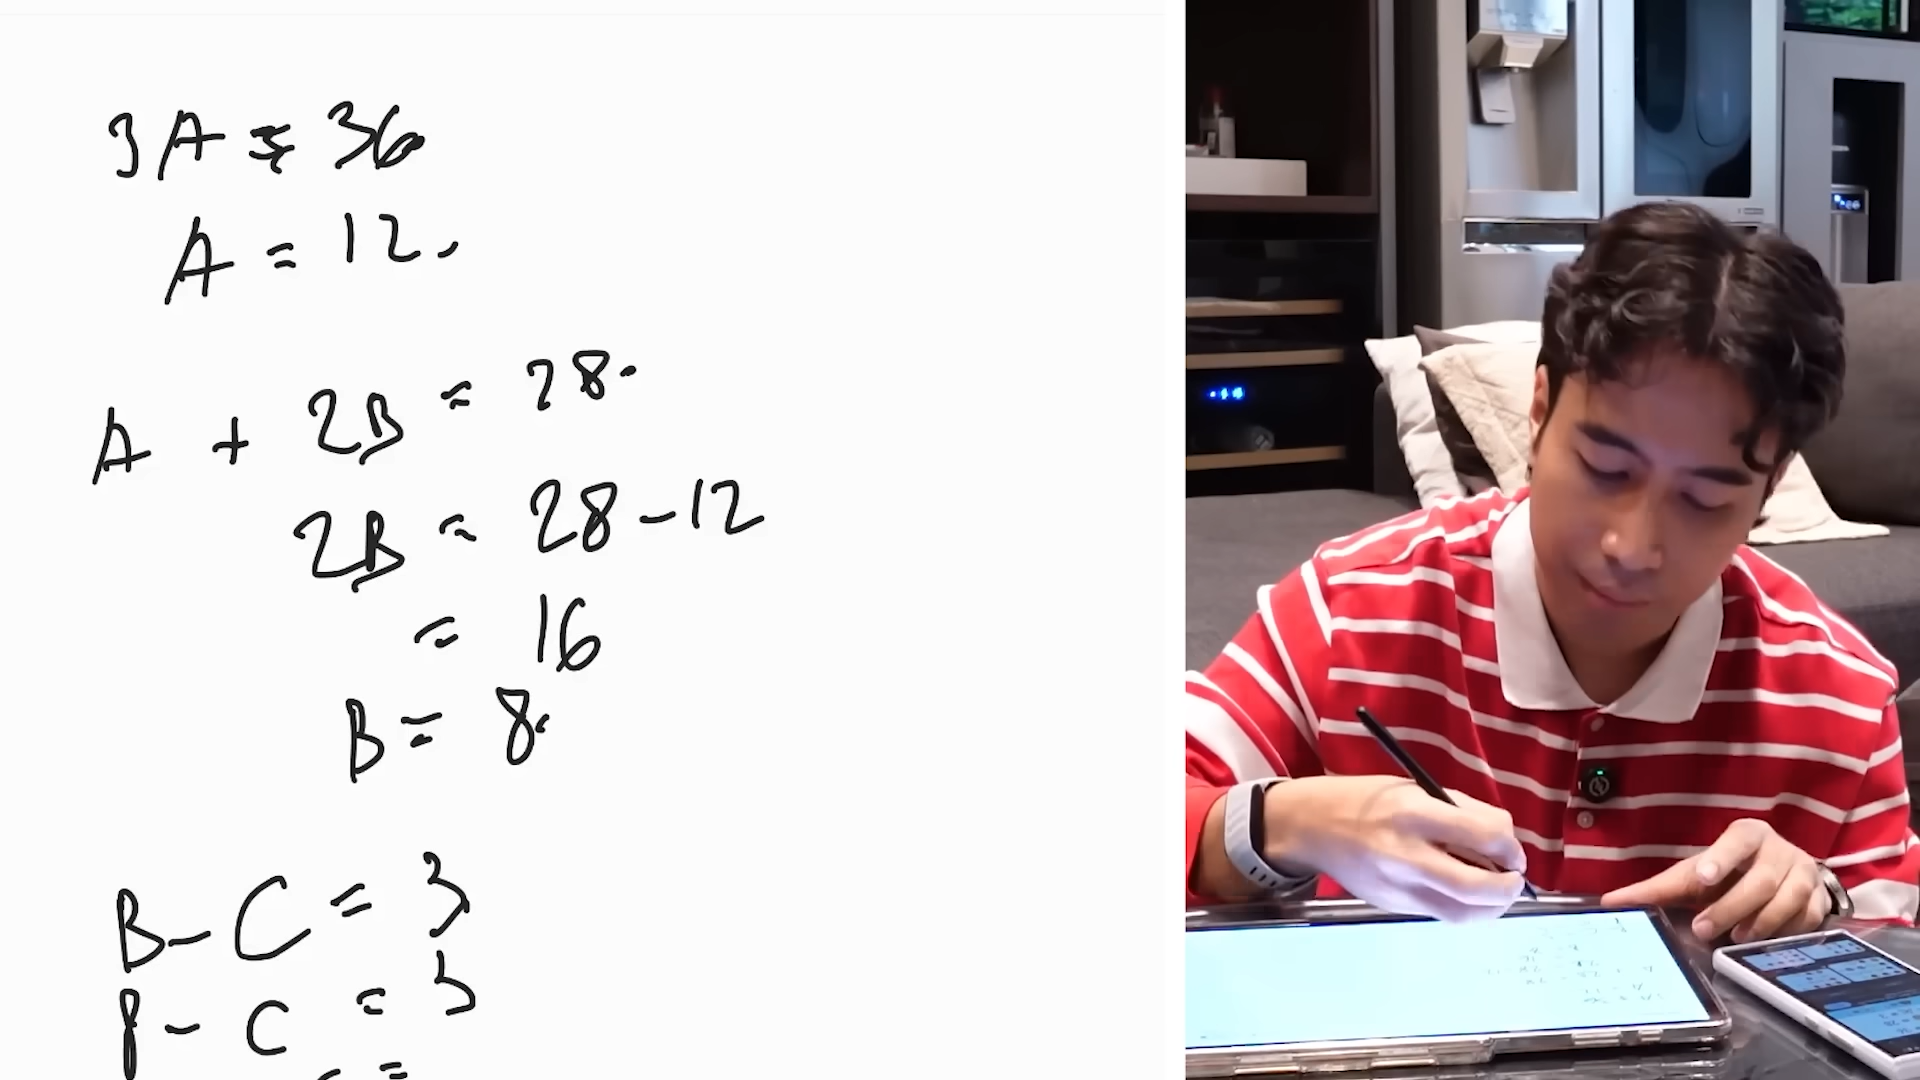 3A = 36
A = 12,
A + 2B = 28.
2B = 28 - 12
= 16
B = 8.
B - C = 3
8 - C = 3